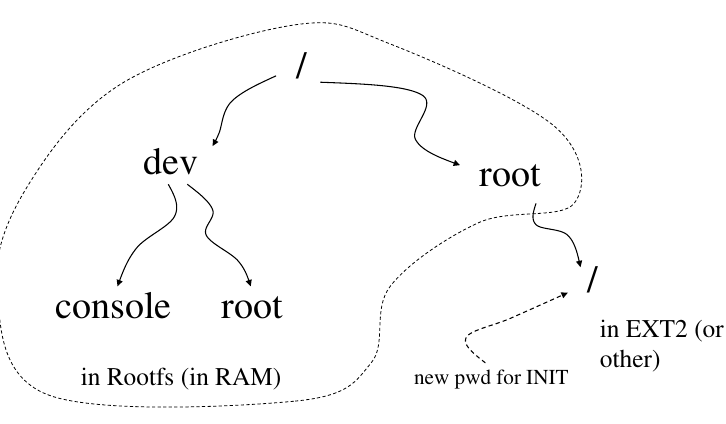 /
dev
root
console
root
/
in EXT2 (or
other)
in Rootfs (in RAM)
new pwd for INIT